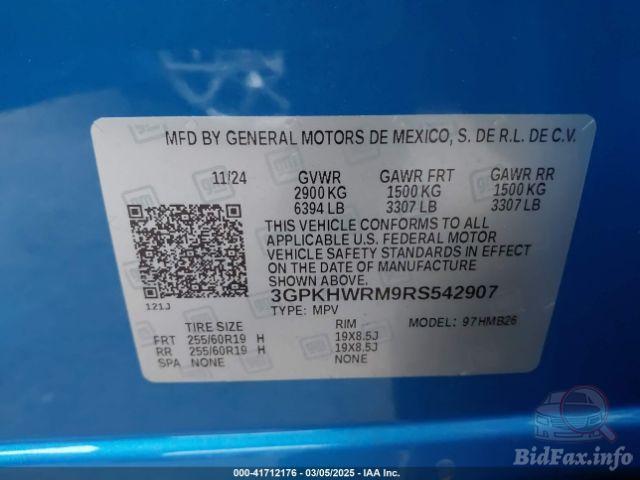 MFD BY GENERAL MOTORS DE MEXICO, S. DE R.L. DE C.V.
11/24 GVWR GAWR FRT GAWR RR
2900 KG 1500 KG 1500 KG
6394 LB 3307 LB 3307 LB
THIS VEHICLE CONFORMS TO ALL
APPLICABLE U.S. FEDERAL MOTOR
VEHICLE SAFETY STANDARDS IN EFFECT
ON THE DATE OF MANUFACTURE
SHOWN ABOVE.
3GPKHWRM9RS542907
121J TYPE: MPV MODEL: 97HMB26
TIRE SIZE RIM
FRT 255/60R19 H 19X8.5J
RR 255/60R19 H 19X8.5J
SPA NONE NONE
000-41712176 — 03/05/2025 — IAA Inc.
BidFax.info